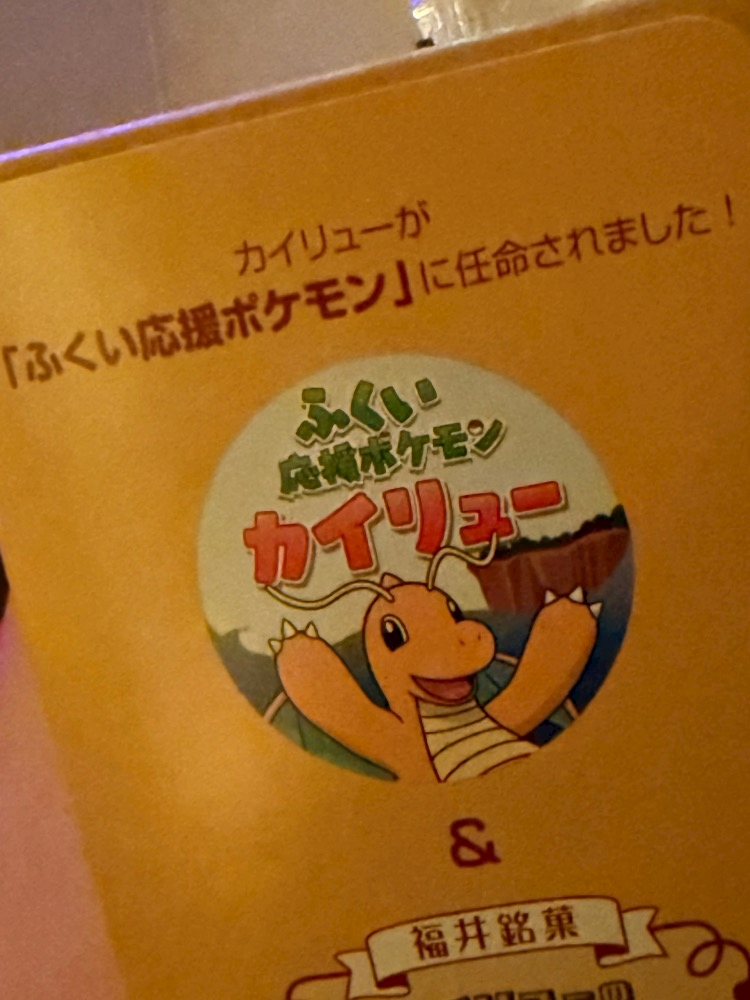 カイリューが
「ふくい応援ポケモン」に任命されました！
ふくい
応援ポケモン
カイリュー
&
福井銘菓